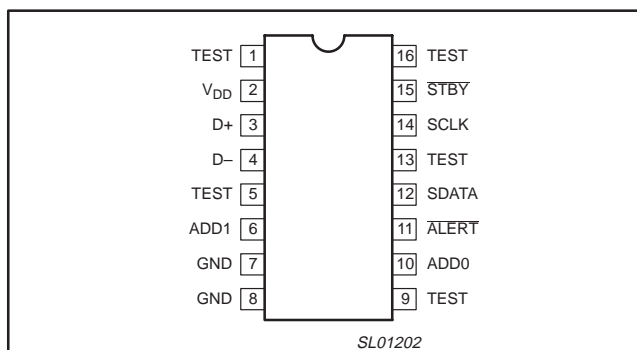 TEST 1 16 TEST
VDD 2 15 STBY
D+ 3 14 SCLK
D– 4 13 TEST
TEST 5 12 SDATA
ADD1 6 11 ALERT
GND 7 10 ADD0
GND 8 9 TEST
SL01202